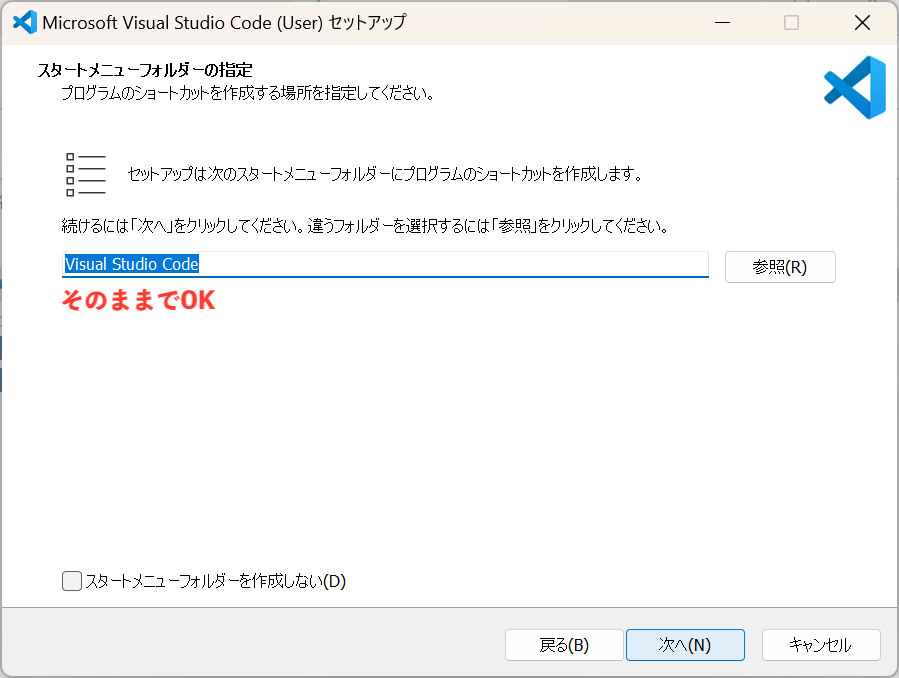 Microsoft Visual Studio Code (User) セットアップ
スタートメニューフォルダーの指定
プログラムのショートカットを作成する場所を指定してください。
セットアップは次のスタートメニューフォルダーにプログラムのショートカットを作成します。
続けるには「次へ」をクリックしてください。違うフォルダーを選択するには「参照」をクリックしてください。
Visual Studio Code
参照(R)
そのままでOK
スタートメニューフォルダーを作成しない(D)
戻る(B)
次へ(N)
キャンセル